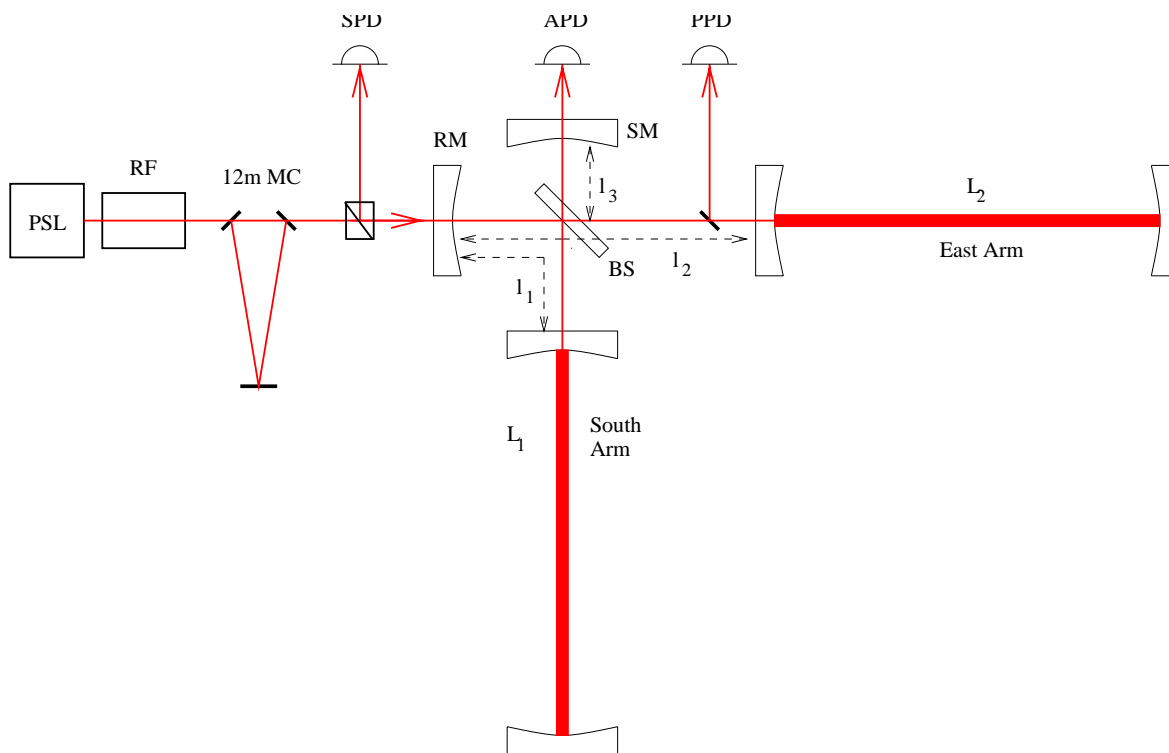 SPD
APD
PPD
RM
SM
RF
12m MC
PSL
l3
L2
BS
l2
East Arm
l1
L1
South
Arm